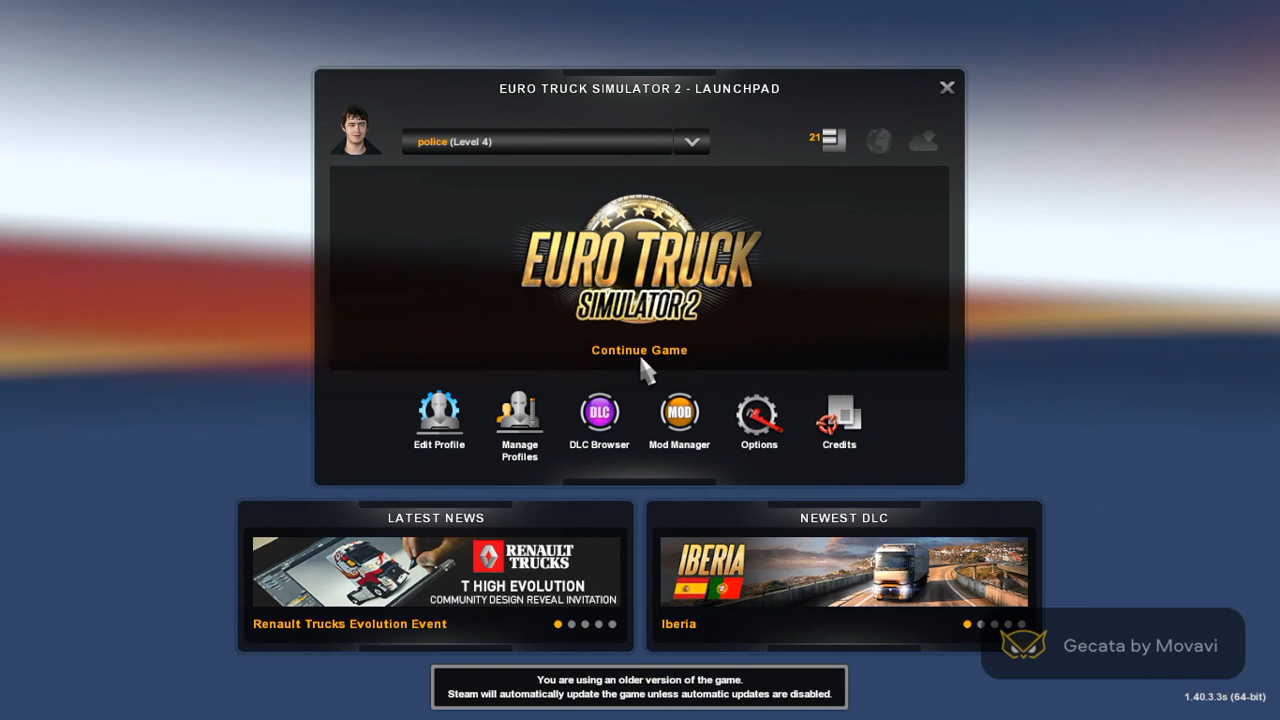 EURO TRUCK SIMULATOR 2 - LAUNCHPAD
police (Level 4)
21
EURO TRUCK
SIMULATOR 2
Continue Game
DLC
MOD
Edit Profile
Manage
Profiles
DLC Browser
Mod Manager
Options
Credits
LATEST NEWS
RENAULT
TRUCKS
T HIGH EVOLUTION
COMMUNITY DESIGN REVEAL INVITATION
Renault Trucks Evolution Event
NEWEST DLC
IBERIA
Iberia
Gecata by Movavi
You are using an older version of the game.
Steam will automatically update the game unless automatic updates are disabled.
1.40.3.3s (64-bit)